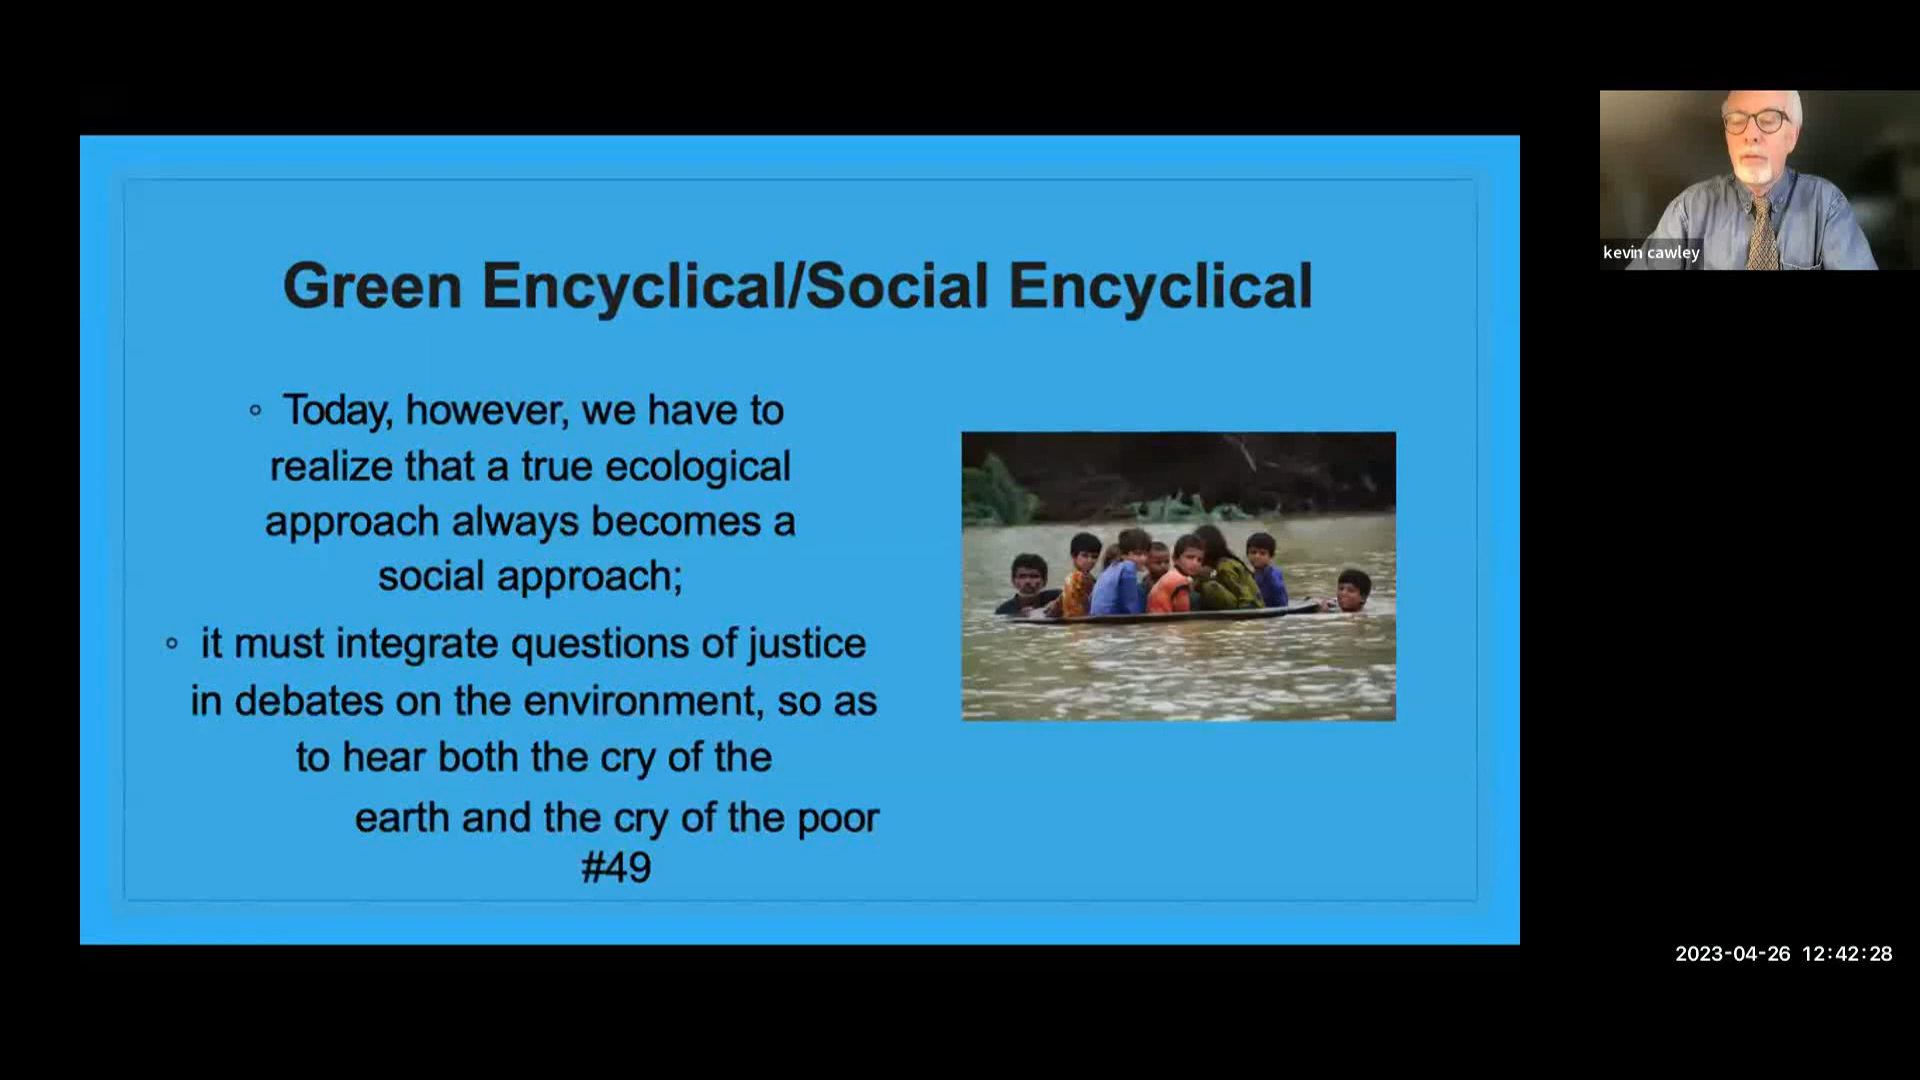 Green Encyclical/Social Encyclical
◦ Today, however, we have to
realize that a true ecological
approach always becomes a
social approach;
◦ it must integrate questions of justice
in debates on the environment, so as
to hear both the cry of the
earth and the cry of the poor
#49
kevin cawley
2023-04-26 12:42:28